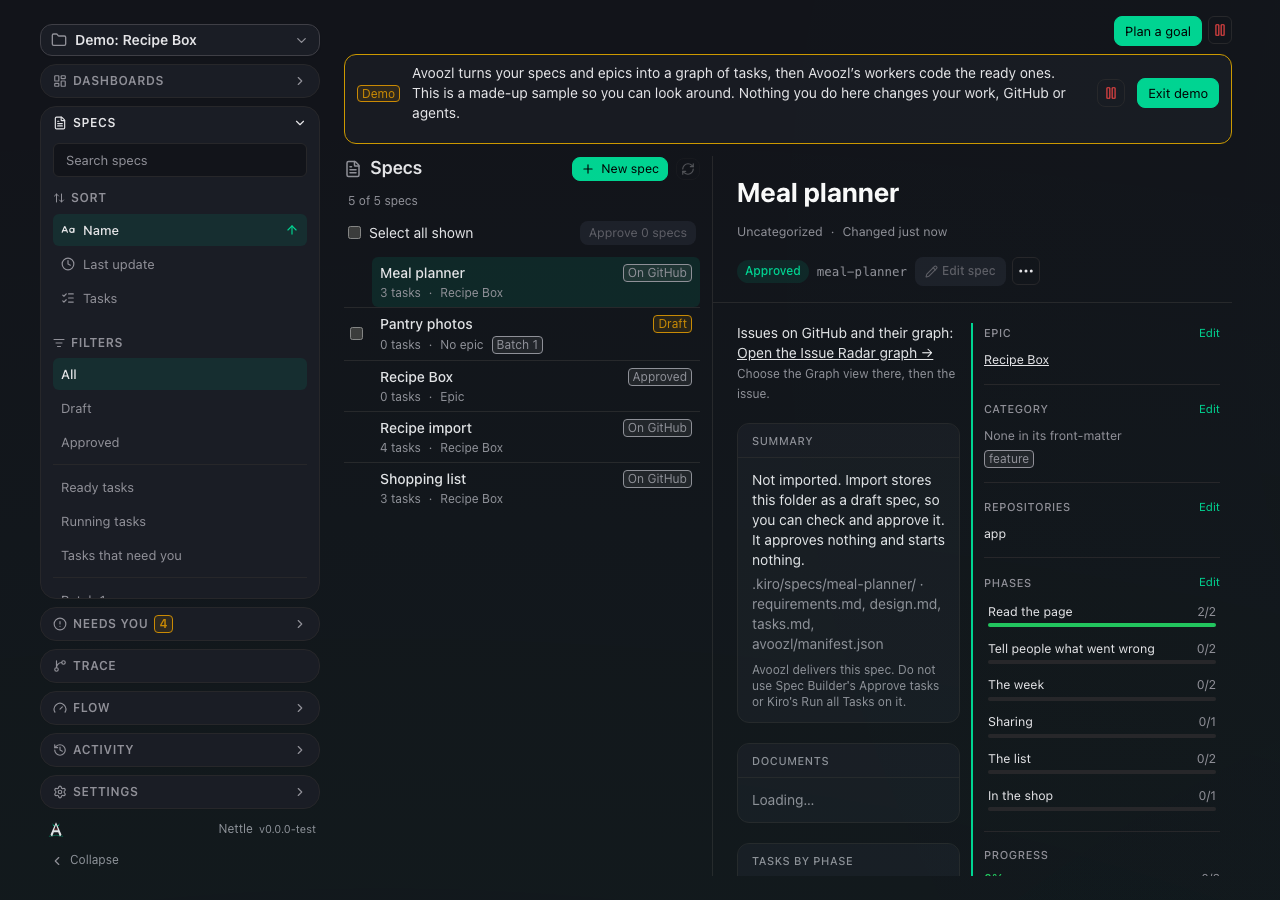 Demo: Recipe Box
DASHBOARDS
SPECS
Search specs
SORT
Aa Name
Last update
Tasks
FILTERS
All
Draft
Approved
Ready tasks
Running tasks
Tasks that need you
Batch 1
NEEDS YOU 4
TRACE
FLOW
ACTIVITY
SETTINGS
A Nettle v0.0.0-test
Collapse
Plan a goal
Demo
Avoozl turns your specs and epics into a graph of tasks, then Avoozl’s workers code the ready ones.
This is a made-up sample so you can look around. Nothing you do here changes your work, GitHub or
agents.
Exit demo
Specs
New spec
5 of 5 specs
Select all shown
Approve 0 specs
Meal planner On GitHub
3 tasks · Recipe Box
Pantry photos Draft
0 tasks · No epic Batch 1
Recipe Box Approved
0 tasks · Epic
Recipe import On GitHub
4 tasks · Recipe Box
Shopping list On GitHub
3 tasks · Recipe Box
Meal planner
Uncategorized · Changed just now
Approved meal-planner Edit spec
Issues on GitHub and their graph:
Open the Issue Radar graph →
Choose the Graph view there, then the
issue.
SUMMARY
Not imported. Import stores
this folder as a draft spec, so
you can check and approve it.
It approves nothing and starts
nothing.
.kiro/specs/meal-planner/ ·
requirements.md, design.md,
tasks.md,
avoozl/manifest.json
Avoozl delivers this spec. Do not
use Spec Builder's Approve tasks
or Kiro's Run all Tasks on it.
DOCUMENTS
Loading…
TASKS BY PHASE
EPIC Edit
Recipe Box
CATEGORY Edit
None in its front-matter
feature
REPOSITORIES Edit
app
PHASES Edit
Read the page 2/2
Tell people what went wrong 0/2
The week 0/2
Sharing 0/1
The list 0/2
In the shop 0/1
PROGRESS